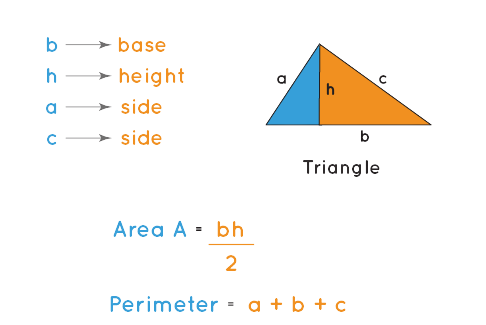 b → base
h → height
a → side
c → side
a
c
h
b
Triangle
Area A = bh
2
Perimeter = a + b + c